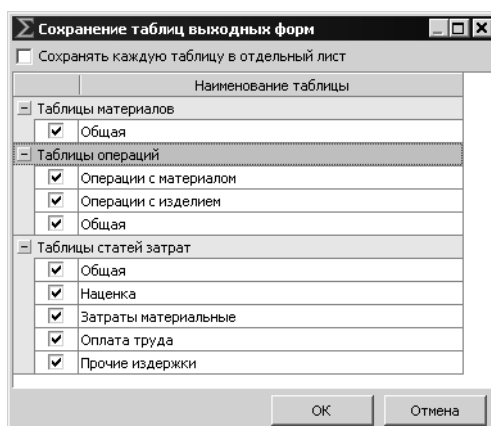 Сохранение таблиц выходных форм
Сохранять каждую таблицу в отдельный лист
Наименование таблицы
Таблицы материалов
Общая
Таблицы операций
Операции с материалом
Операции с изделием
Общая
Таблицы статей затрат
Общая
Наценка
Затраты материальные
Оплата труда
Прочие издержки
ОК
Отмена